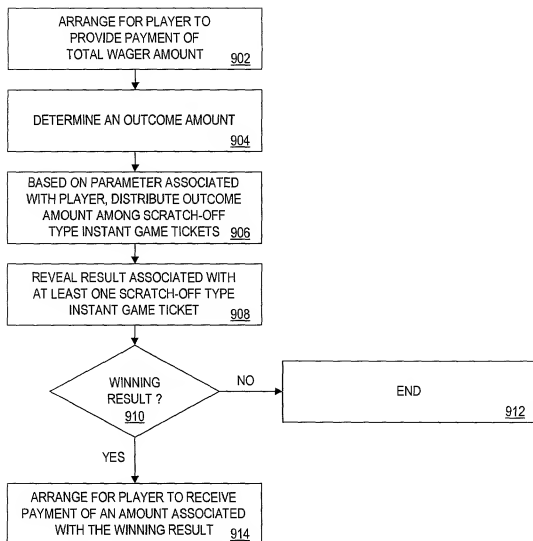 ARRANGE FOR PLAYER TO
PROVIDE PAYMENT OF
TOTAL WAGER AMOUNT
902
DETERMINE AN OUTCOME AMOUNT
904
BASED ON PARAMETER ASSOCIATED
WITH PLAYER, DISTRIBUTE OUTCOME
AMOUNT AMONG SCRATCH-OFF
TYPE INSTANT GAME TICKETS 906
REVEAL RESULT ASSOCIATED WITH
AT LEAST ONE SCRATCH-OFF TYPE
INSTANT GAME TICKET 908
WINNING
RESULT ?
910
NO
END
912
YES
ARRANGE FOR PLAYER TO RECEIVE
PAYMENT OF AN AMOUNT ASSOCIATED
WITH THE WINNING RESULT 914